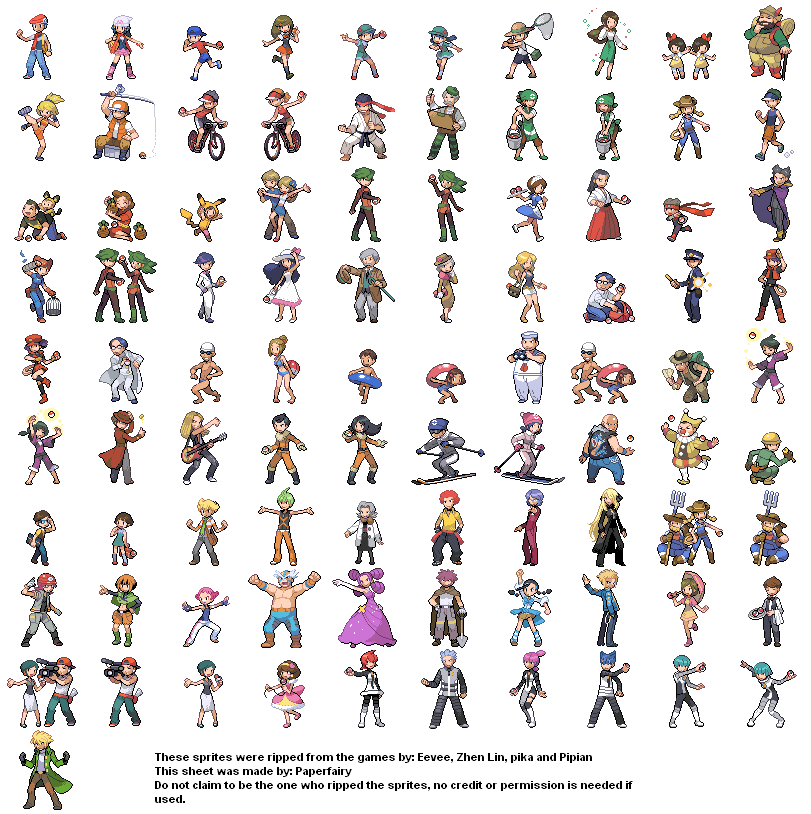 These sprites were ripped from the games by: Eevee, Zhen Lin, pika and Pipian
This sheet was made by: Paperfairy
Do not claim to be the one who ripped the sprites, no credit or permission is needed if
used.